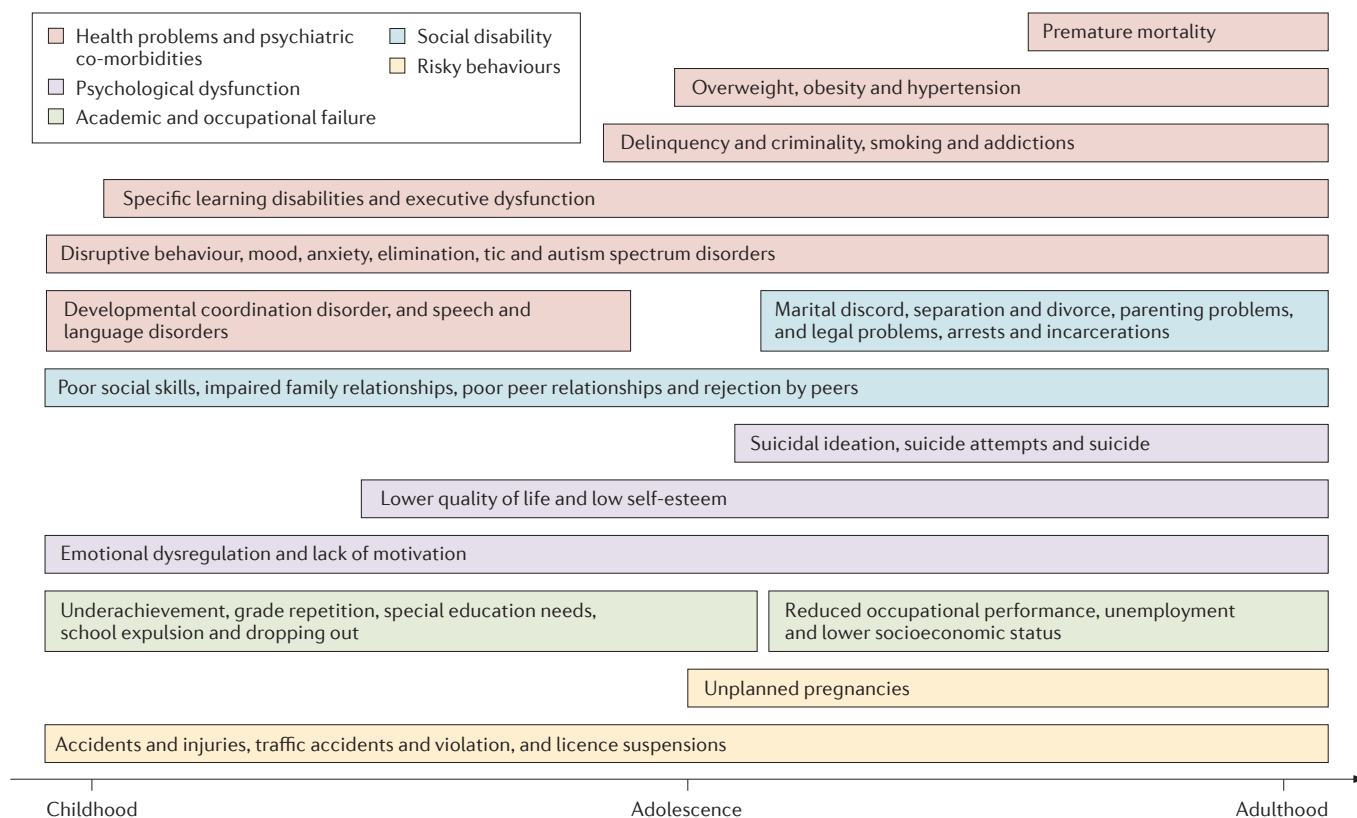 Health problems and psychiatric
co-morbidities
Psychological dysfunction
Academic and occupational failure
Social disability
Risky behaviours
Premature mortality
Overweight, obesity and hypertension
Delinquency and criminality, smoking and addictions
Specific learning disabilities and executive dysfunction
Disruptive behaviour, mood, anxiety, elimination, tic and autism spectrum disorders
Developmental coordination disorder, and speech and
language disorders
Marital discord, separation and divorce, parenting problems,
and legal problems, arrests and incarcerations
Poor social skills, impaired family relationships, poor peer relationships and rejection by peers
Suicidal ideation, suicide attempts and suicide
Lower quality of life and low self-esteem
Emotional dysregulation and lack of motivation
Underachievement, grade repetition, special education needs,
school expulsion and dropping out
Reduced occupational performance, unemployment
and lower socioeconomic status
Unplanned pregnancies
Accidents and injuries, traffic accidents and violation, and licence suspensions
Childhood
Adolescence
Adulthood